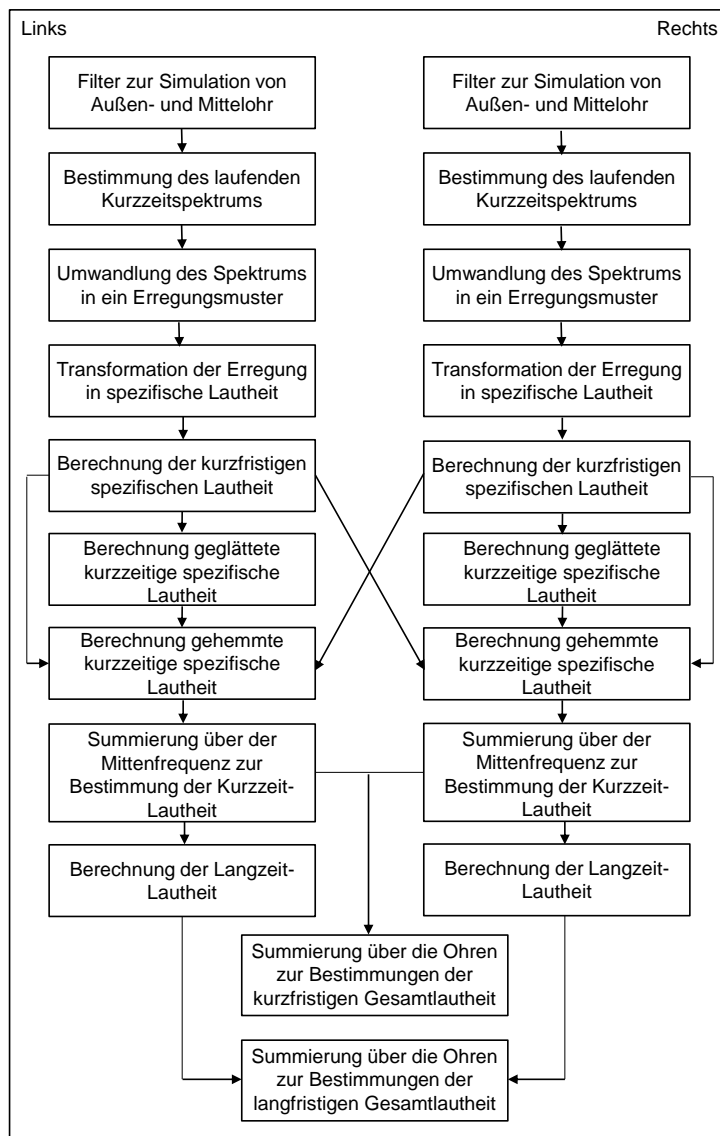 Links
Rechts
Filter zur Simulation von
Außen- und Mittelohr
Bestimmung des laufenden
Kurzzeitspektrums
Umwandlung des Spektrums
in ein Erregungsmuster
Transformation der Erregung
in spezifische Lautheit
Berechnung der kurzfristigen
spezifischen Lautheit
Berechnung geglättete
kurzzeitige spezifische
Lautheit
Berechnung gehemmte
kurzzeitige spezifische
Lautheit
Summierung über der
Mittenfrequenz zur
Bestimmung der Kurzzeit-
Lautheit
Berechnung der Langzeit-
Lautheit
Filter zur Simulation von
Außen- und Mittelohr
Bestimmung des laufenden
Kurzzeitspektrums
Umwandlung des Spektrums
in ein Erregungsmuster
Transformation der Erregung
in spezifische Lautheit
Berechnung der kurzfristigen
spezifischen Lautheit
Berechnung geglättete
kurzzeitige spezifische
Lautheit
Berechnung gehemmte
kurzzeitige spezifische
Lautheit
Summierung über der
Mittenfrequenz zur
Bestimmung der Kurzzeit-
Lautheit
Berechnung der Langzeit-
Lautheit
Summierung über die Ohren
zur Bestimmungen der
kurzfristigen Gesamtlautheit
Summierung über die Ohren
zur Bestimmungen der
langfristigen Gesamtlautheit